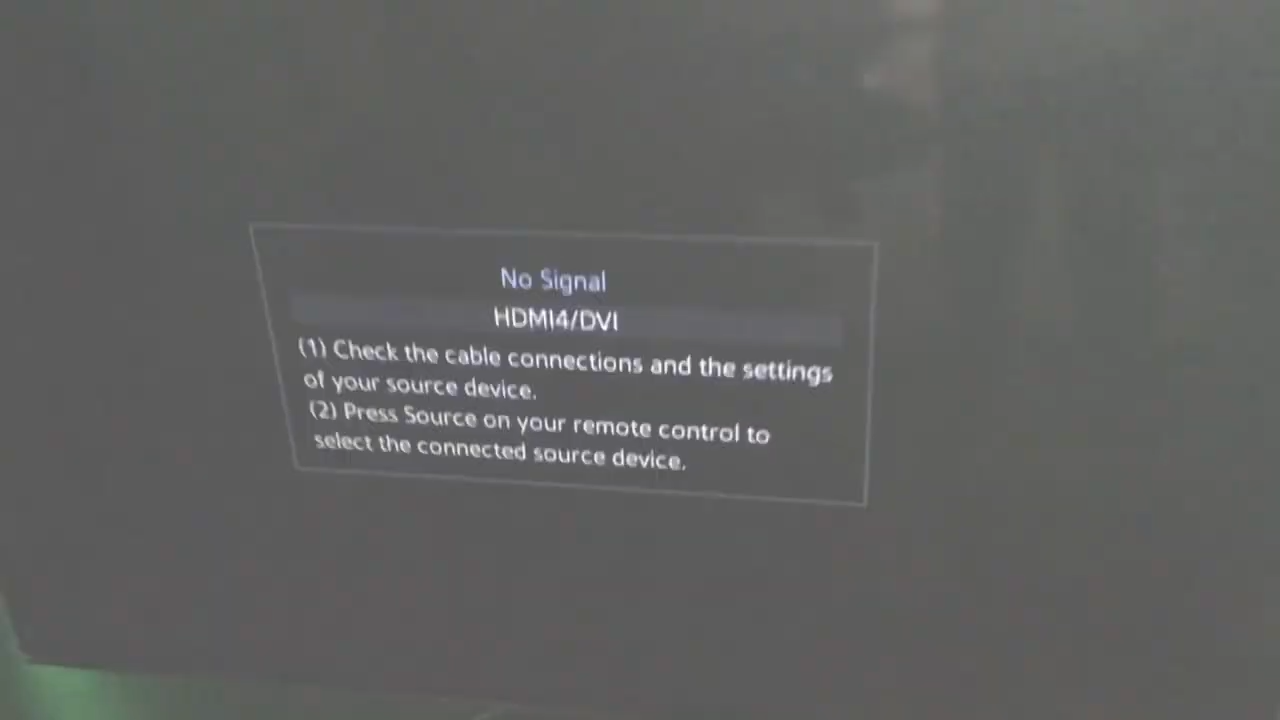 No Signal
HDMI4/DVI
(1) Check the cable connections and the settings
of your source device.
(2) Press Source on your remote control to
select the connected source device.